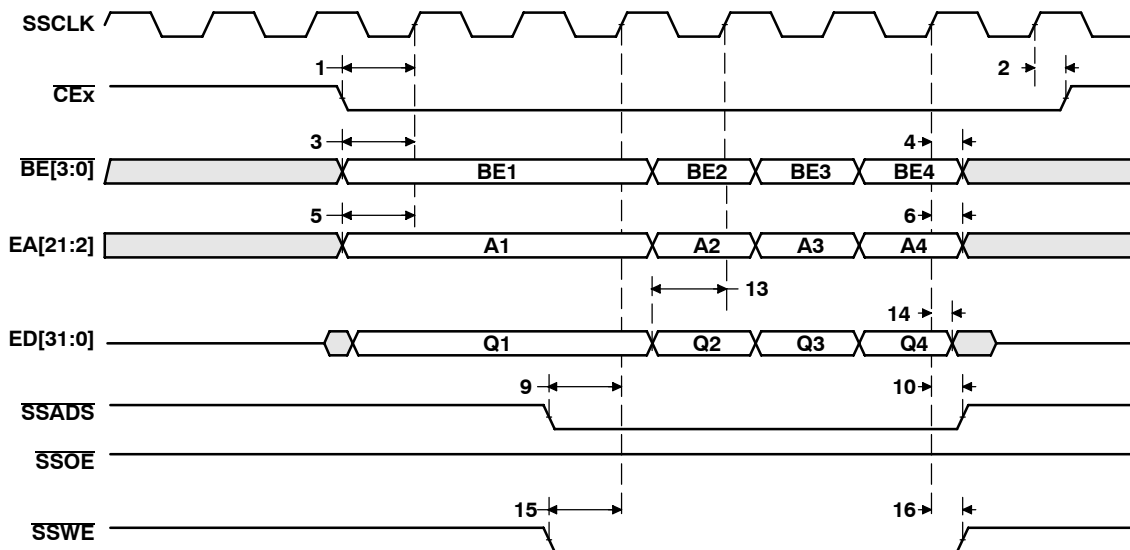 SSCLK
1
2
CEx
3
4
BE[3:0]
BE1
BE2
BE3
BE4
5
6
EA[21:2]
A1
A2
A3
A4
13
14
ED[31:0]
Q1
Q2
Q3
Q4
9
10
SSADS
SSOE
15
16
SSWE